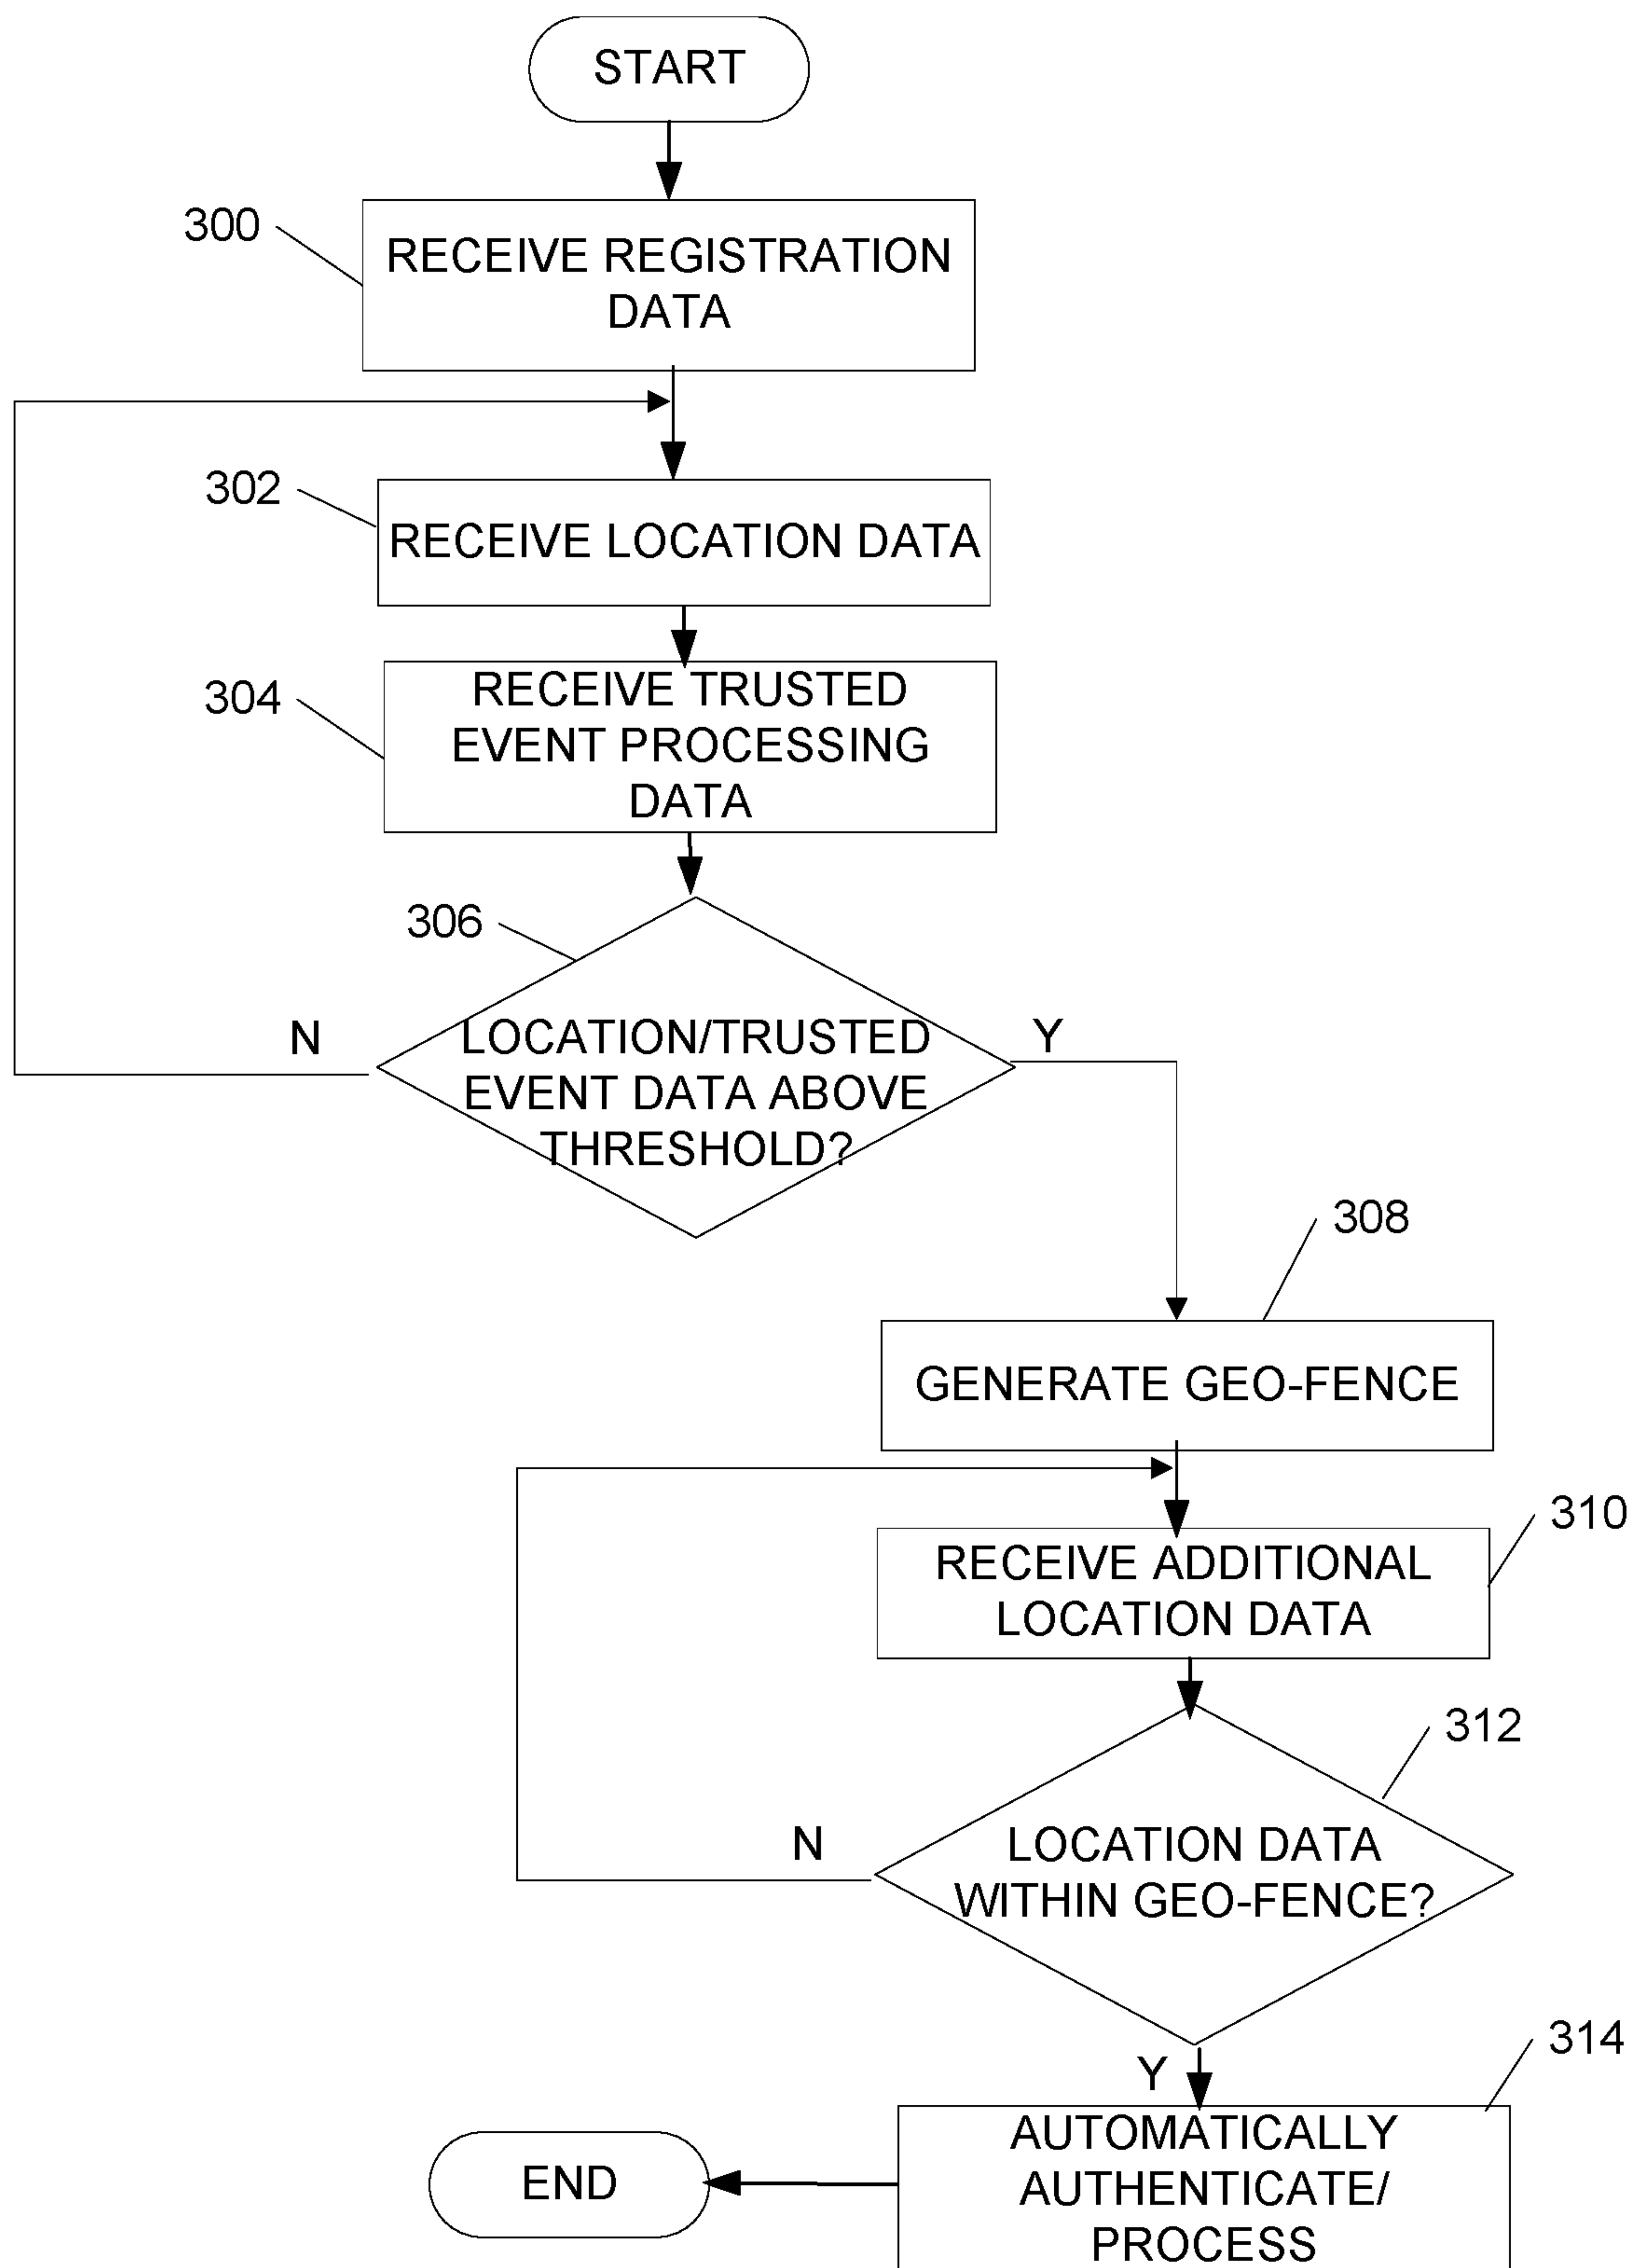 START
300
RECEIVE REGISTRATION
DATA
302
RECEIVE LOCATION DATA
304
RECEIVE TRUSTED
EVENT PROCESSING
DATA
306
N
LOCATION/TRUSTED
EVENT DATA ABOVE
THRESHOLD?
Y
308
GENERATE GEO-FENCE
310
RECEIVE ADDITIONAL
LOCATION DATA
312
N
LOCATION DATA
WITHIN GEO-FENCE?
Y
314
AUTOMATICALLY
AUTHENTICATE/
PROCESS
END